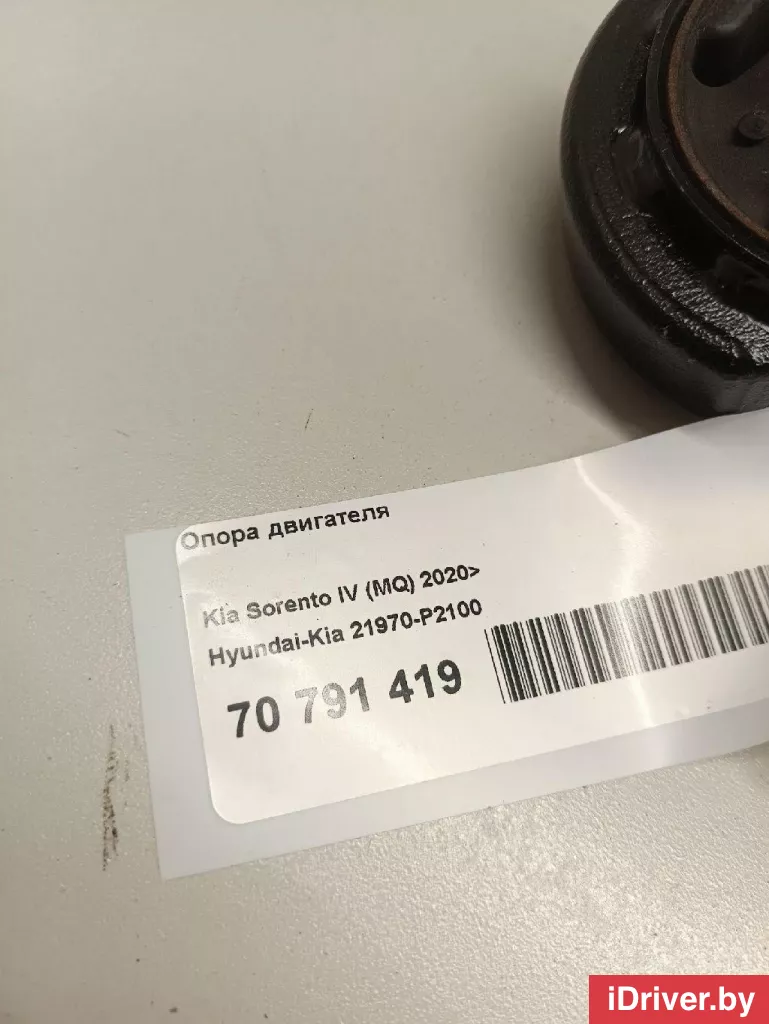 Опора двигателя
Kia Sorento IV (MQ) 2020>
Hyundai-Kia 21970-P2100
70 791 419
iDriver.by